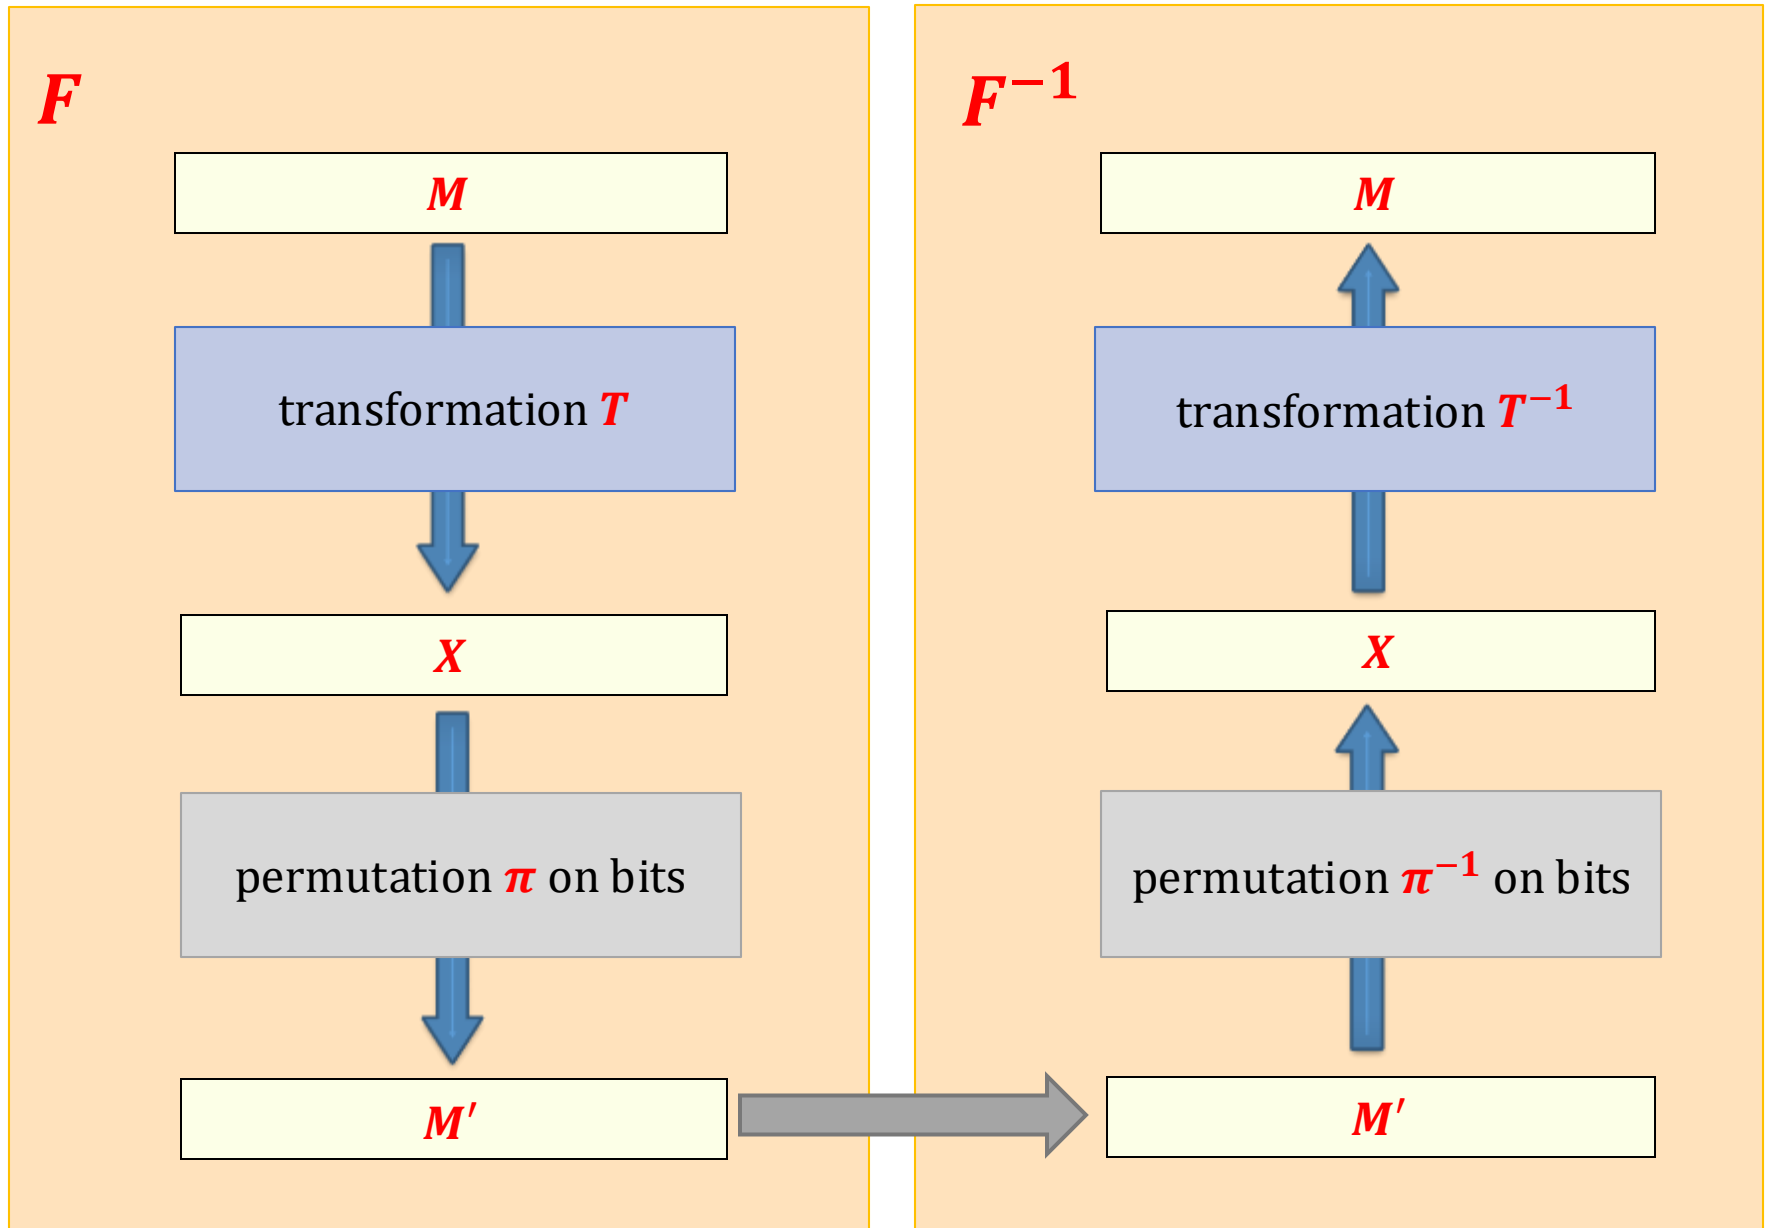 F
M
transformation T
X
permutation π on bits
M′
F⁻¹
M
transformation T⁻¹
X
permutation π⁻¹ on bits
M′